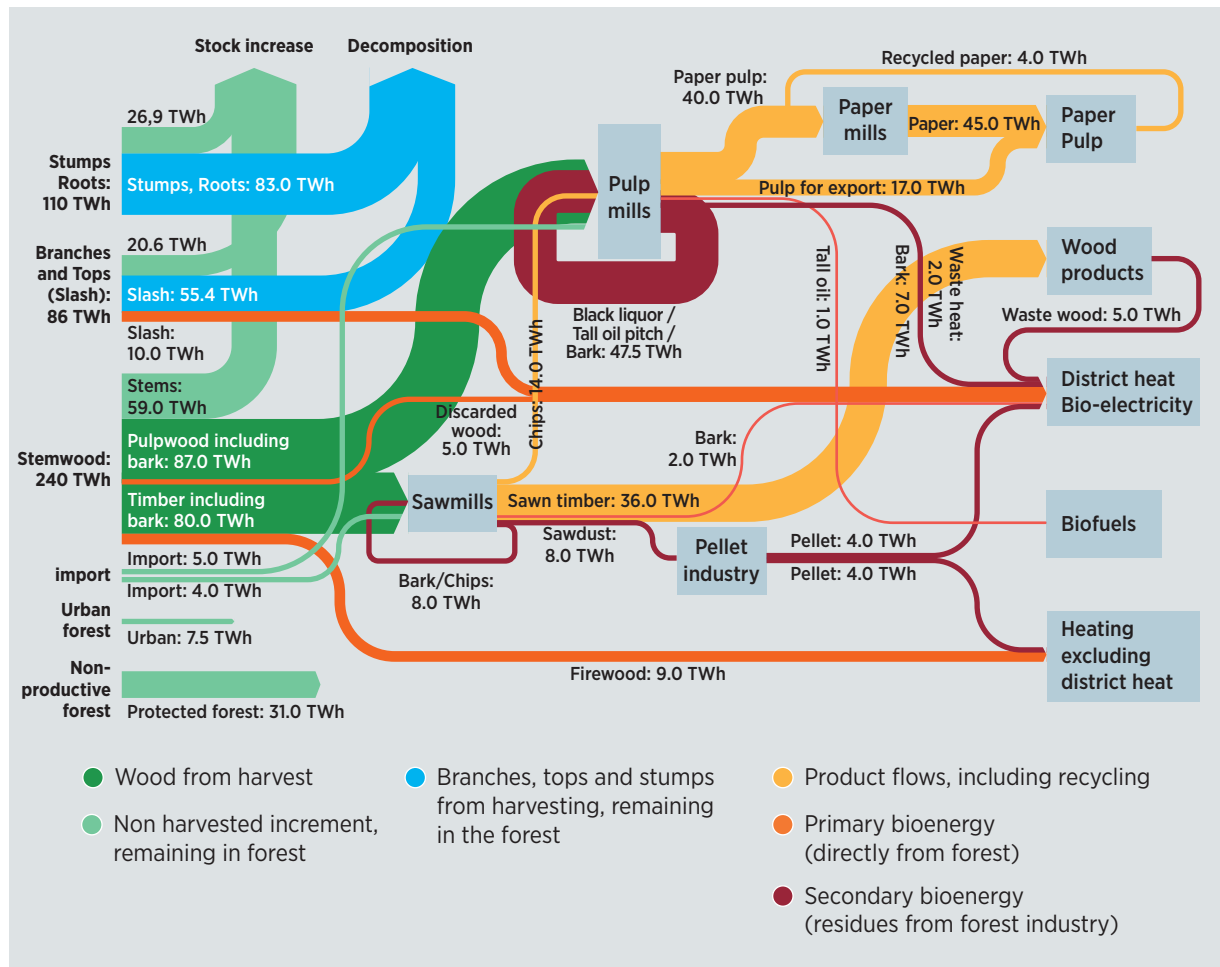 Stock increase
Decomposition
Recycled paper: 4.0 TWh
Paper pulp:
40.0 TWh
26,9 TWh
Paper
mills
Paper: 45.0 TWh
Paper
Pulp
Stumps
Roots:
110 TWh
Stumps, Roots: 83.0 TWh
Pulp
mills
Pulp for export: 17.0 TWh
20.6 TWh
Branches
and Tops
(Slash):
86 TWh
Slash: 55.4 TWh
Slash:
10.0 TWh
Black liquor /
Tall oil pitch /
Bark: 47.5 TWh
Tall oil: 1.0 TWh
Bark: 7.0 TWh
Waste heat:
2.0 TWh
Wood
products
Waste wood: 5.0 TWh
Stems:
59.0 TWh
Chips: 14.0 TWh
Discarded
wood:
5.0 TWh
District heat
Bio-electricity
Stemwood:
240 TWh
Pulpwood including
bark: 87.0 TWh
Bark:
2.0 TWh
Timber including
bark: 80.0 TWh
Sawmills
Sawn timber: 36.0 TWh
Sawdust:
8.0 TWh
Biofuels
Pellet
industry
Pellet: 4.0 TWh
Pellet: 4.0 TWh
import
Import: 5.0 TWh
Import: 4.0 TWh
Bark/Chips:
8.0 TWh
Urban
forest
Urban: 7.5 TWh
Heating
excluding
district heat
Firewood: 9.0 TWh
Non-
productive
forest
Protected forest: 31.0 TWh
Wood from harvest
Non harvested increment,
remaining in forest
Branches, tops and stumps
from harvesting, remaining
in the forest
Product flows, including recycling
Primary bioenergy
(directly from forest)
Secondary bioenergy
(residues from forest industry)